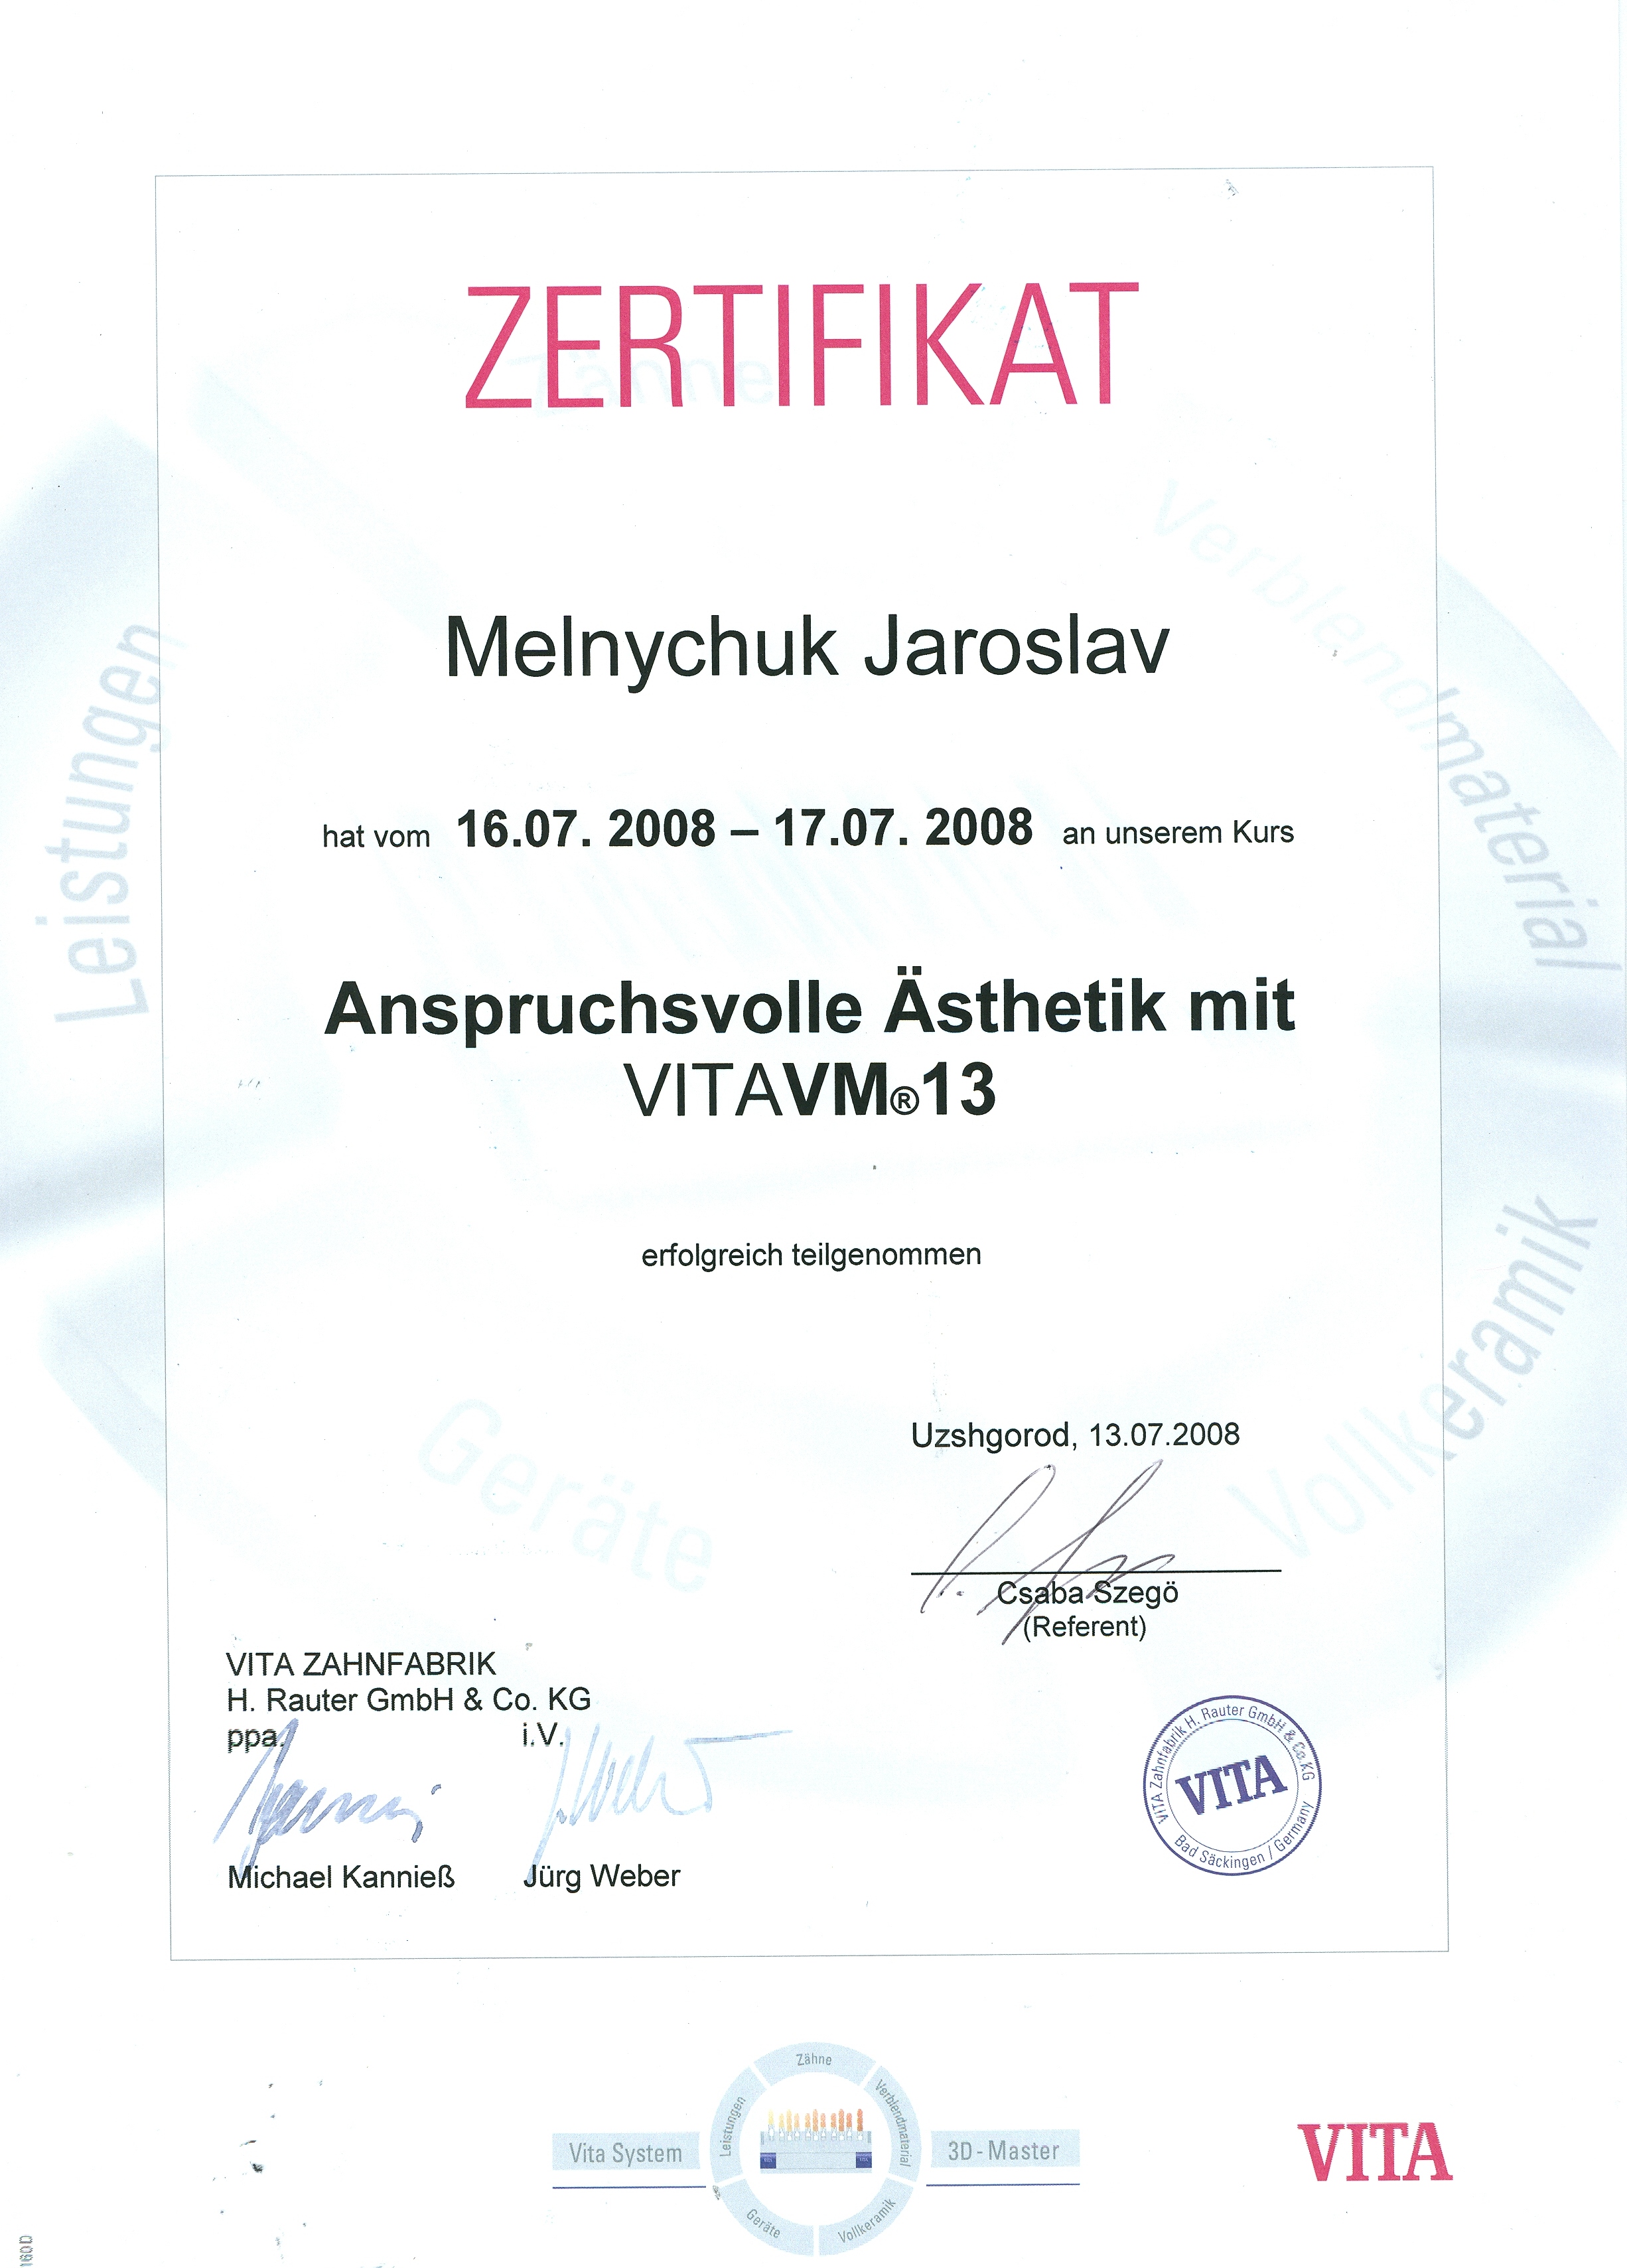 ZERTIFIKAT
Zähne
Verblendmaterial
Leistungen
Melnychuk Jaroslav
hat vom 16.07. 2008 – 17.07. 2008 an unserem Kurs
Anspruchsvolle Ästhetik mit
VITAVM®13
erfolgreich teilgenommen
Geräte
Vollkeramik
Uzshgorod, 13.07.2008
Csaba Szegö
(Referent)
VITA ZAHNFABRIK
H. Rauter GmbH & Co. KG
ppa. i.V.
Michael Kannieß Jürg Weber
VITA Zahnfabrik H. Rauter GmbH & Co.KG
VITA
Bad Säckingen / Germany
Zähne
Leistungen
Verblendmaterial
Vita System
3D-Master
Geräte
Vollkeramik
VITA
160D